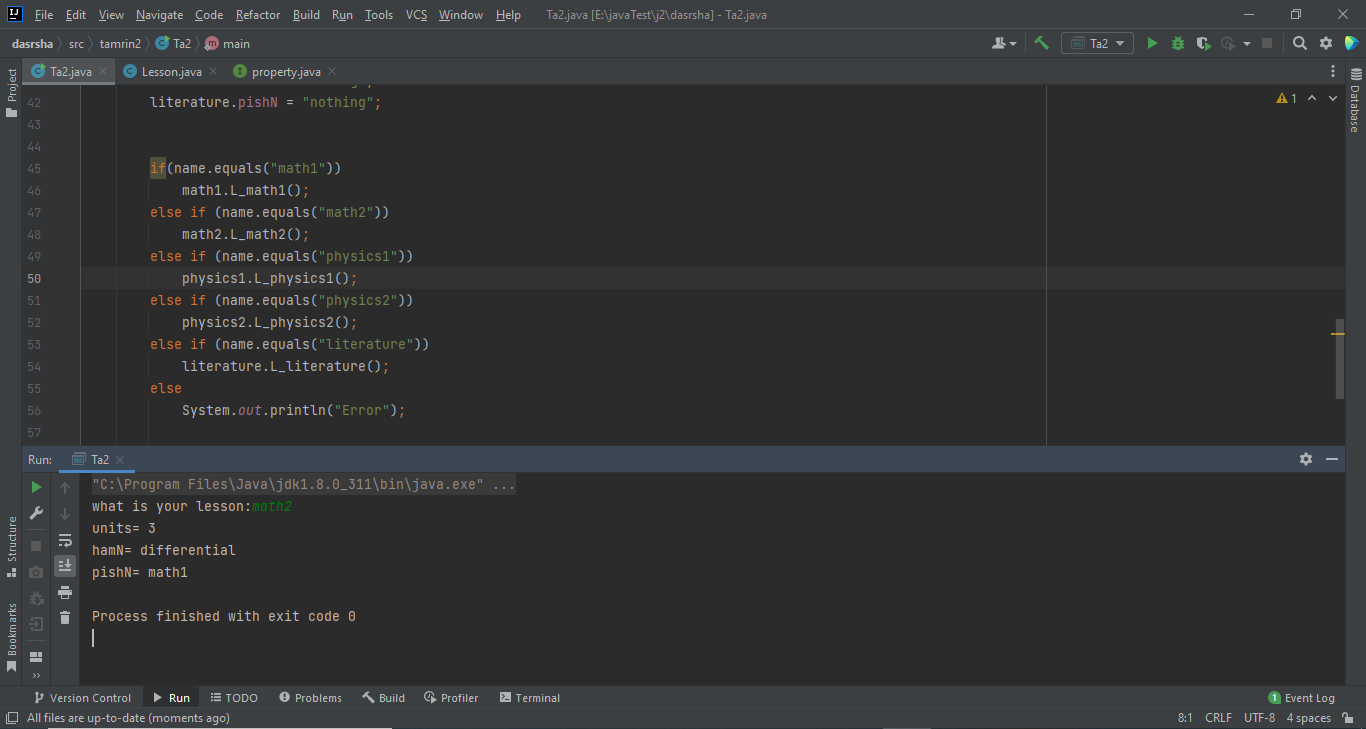 File Edit View Navigate Code Refactor Build Run Tools VCS Window Help Ta2.java [E:\javaTest\j2\dasrsha] - Ta2.java
dasrsha src tamrin2 Ta2 main Ta2
Project
Ta2.java Lesson.java property.java
Database
42 literature.pishN = "nothing";
1
43
44
45 if(name.equals("math1"))
46 math1.L_math1();
47 else if (name.equals("math2"))
48 math2.L_math2();
49 else if (name.equals("physics1"))
50 physics1.L_physics1();
51 else if (name.equals("physics2"))
52 physics2.L_physics2();
53 else if (name.equals("literature"))
54 literature.L_literature();
55 else
56 System.out.println("Error");
57
Run: Ta2
"C:\Program Files\Java\jdk1.8.0_311\bin\java.exe" ...
what is your lesson:math2
units= 3
hamN= differential
pishN= math1
Process finished with exit code 0
Structure
Bookmarks
Version Control Run TODO Problems Build Profiler Terminal 1 Event Log
All files are up-to-date (moments ago) 8:1 CRLF UTF-8 4 spaces